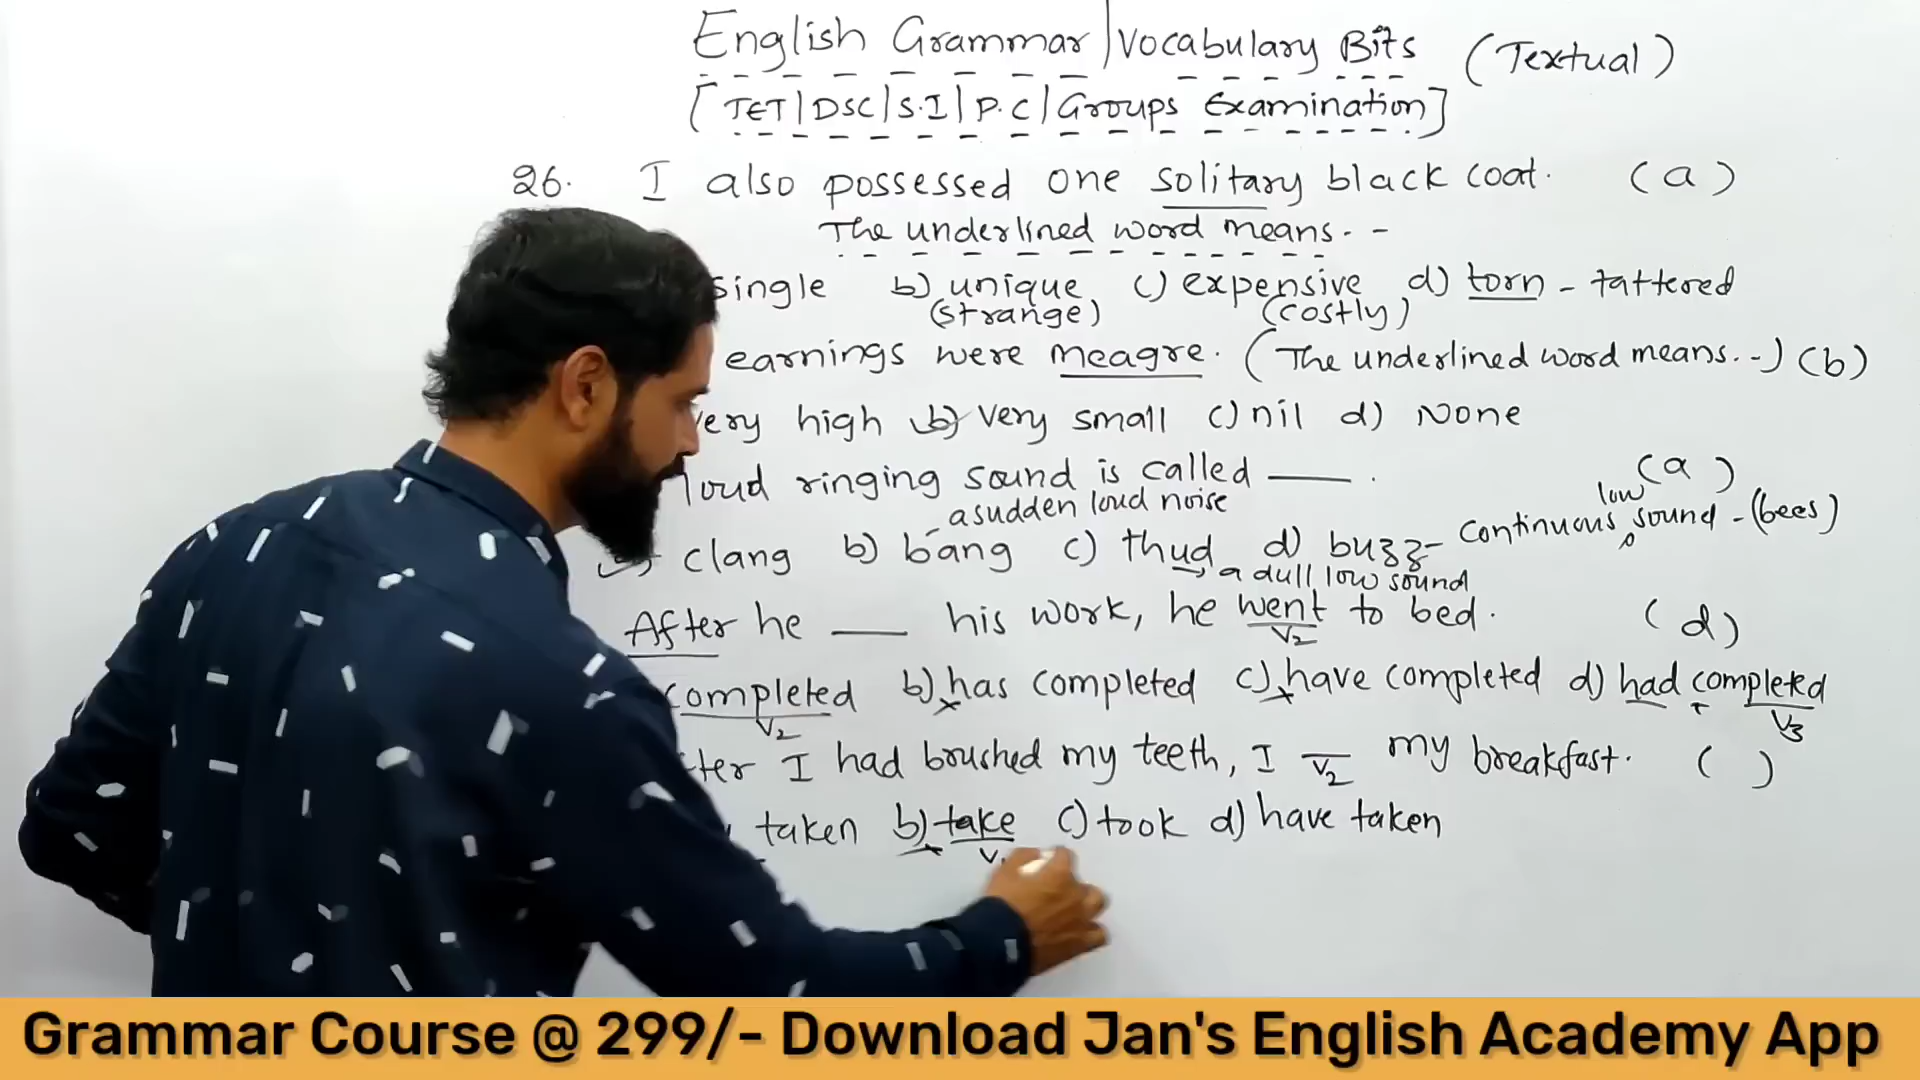 English Grammar | Vocabulary Bits (Textual)
[TET | DSC | S.I | P.C | Groups Examination]
26. I also possessed one solitary black coat. (a)
The underlined word means. -
single b) unique c) expensive d) torn - tattered
(strange) (costly)
earnings were meagre. (The underlined word means. . -) (b)
very high b) very small c) nil d) None
loud ringing sound is called ___. (a)
a sudden loud noise
low
continuous sound - (bees)
clang b) bang c) thud d) buzz
a dull low sound
After he ___ his work, he went to bed. (d)
V2
completed b) has completed c) have completed d) had completed
V2 V3
I had brushed my teeth, I __ my breakfast. ( )
V2
taken b) take c) took d) have taken
Grammar Course @ 299/- Download Jan's English Academy App